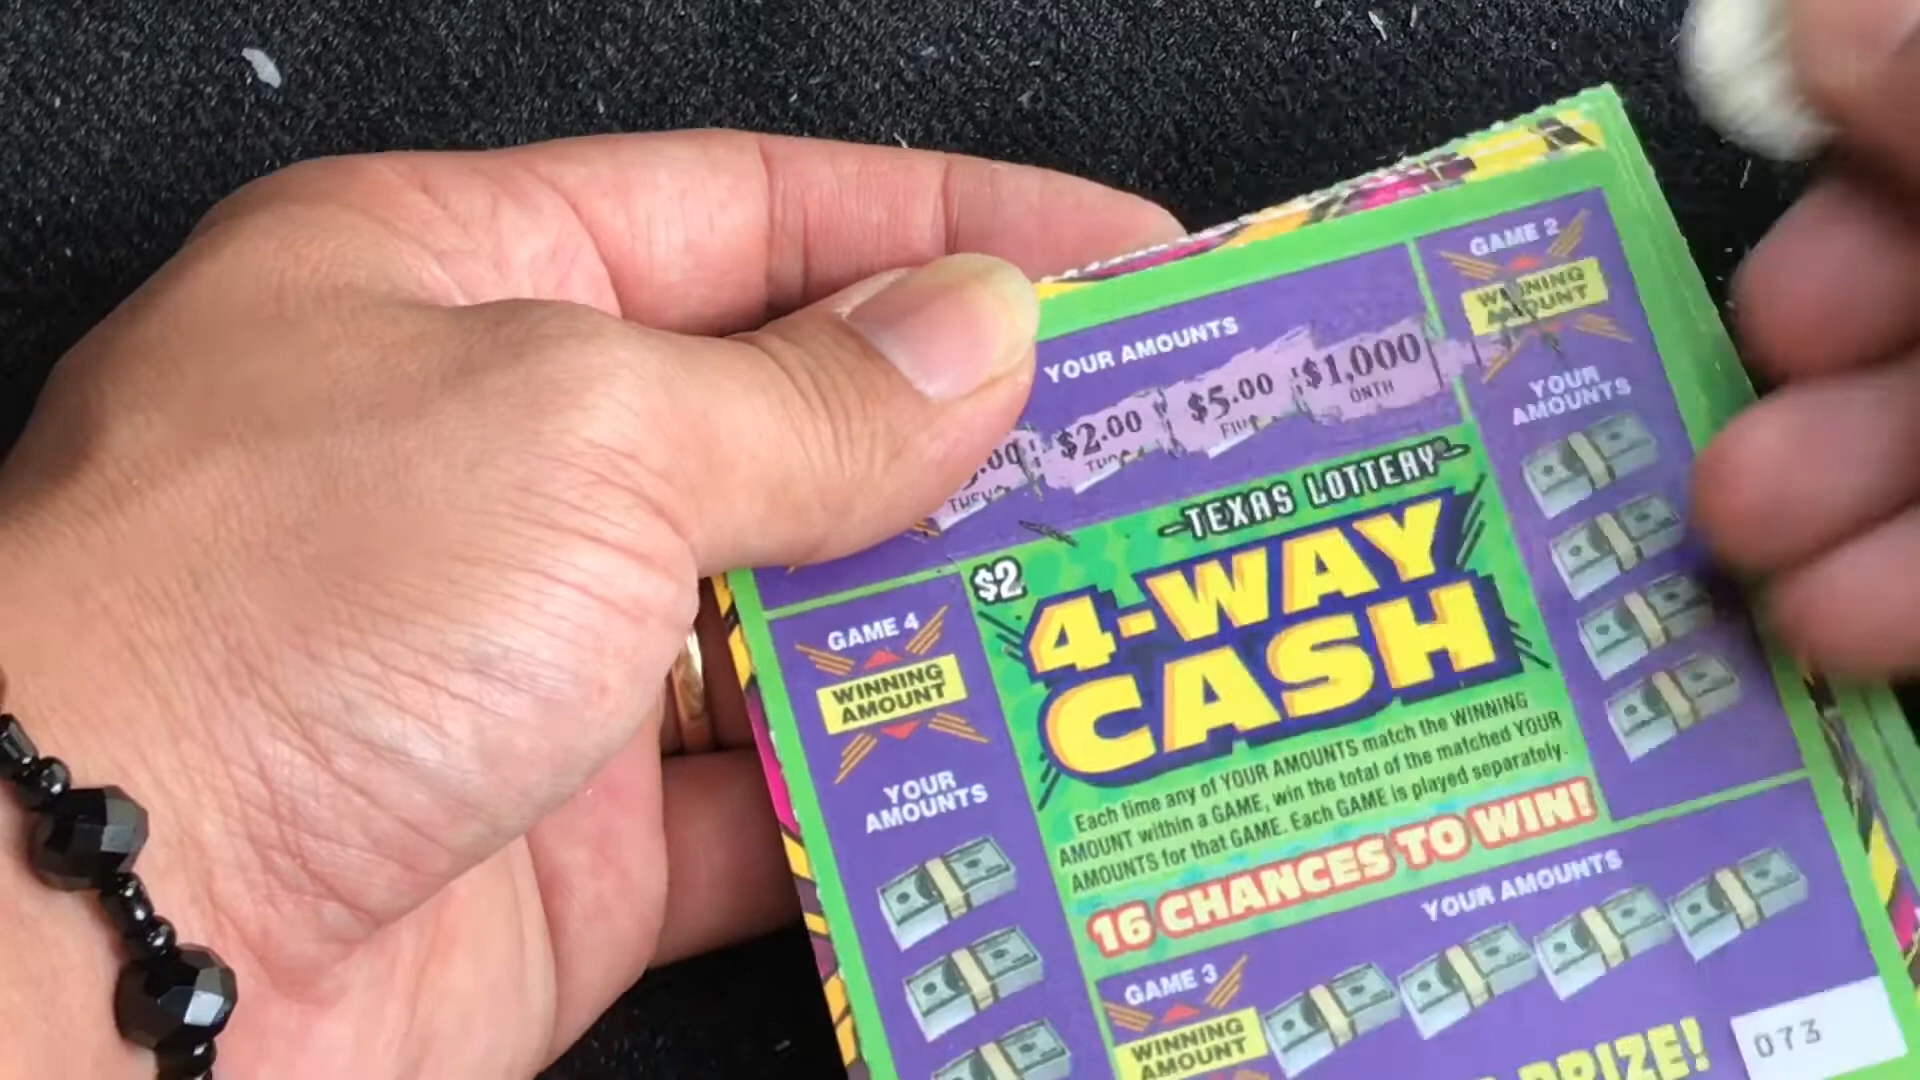 GAME 2
WINNING
AMOUNT
YOUR AMOUNTS
$2.00
$5.00
$1,000
YOUR
AMOUNTS
TEXAS LOTTERY
$2
4-WAY
CASH
Each time any of YOUR AMOUNTS match the WINNING
AMOUNT within a GAME, win the total of the matched YOUR
AMOUNTS for that GAME. Each GAME is played separately.
16 CHANCES TO WIN!
GAME 4
WINNING
AMOUNT
YOUR
AMOUNTS
YOUR AMOUNTS
GAME 3
WINNING
AMOUNT
PRIZE!
073